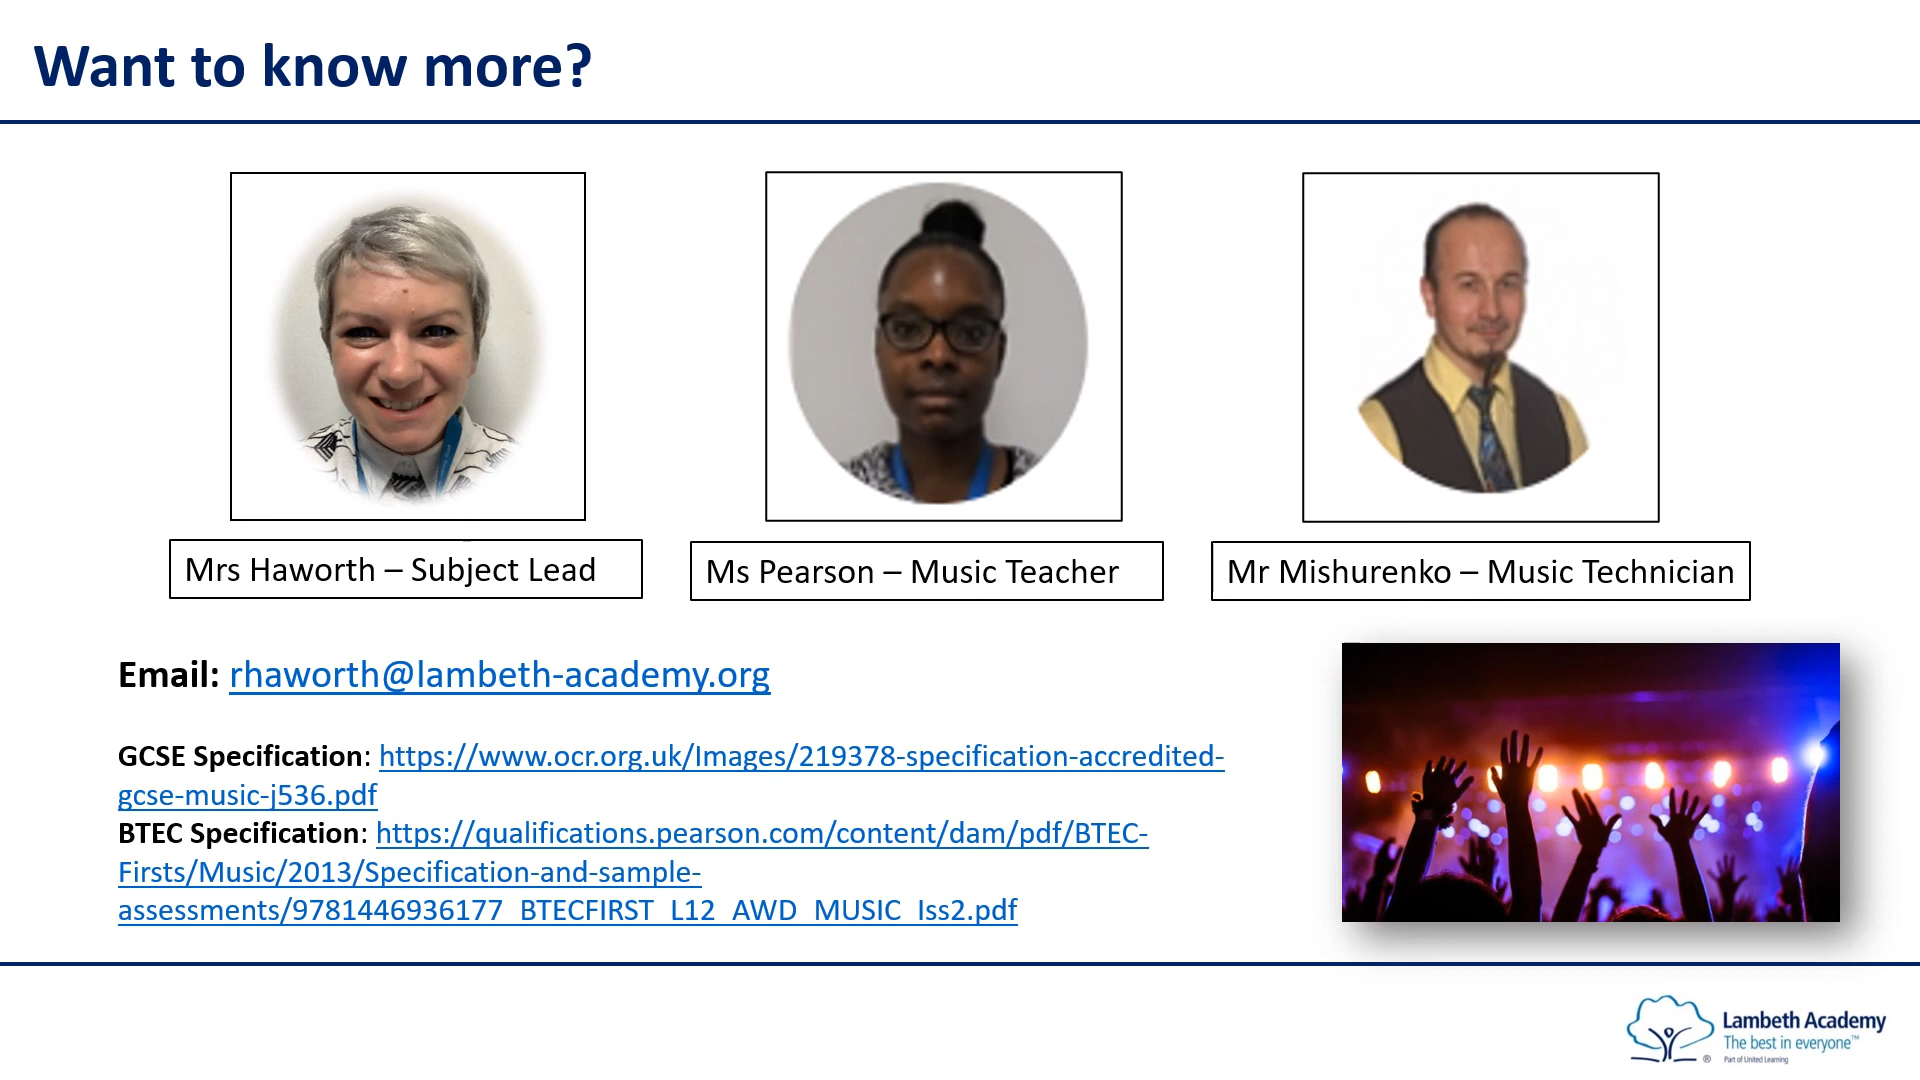 Want to know more?
Mrs Haworth – Subject Lead
Ms Pearson – Music Teacher
Mr Mishurenko – Music Technician
Email: rhaworth@lambeth-academy.org
GCSE Specification: https://www.ocr.org.uk/Images/219378-specification-accredited-
gcse-music-j536.pdf
BTEC Specification: https://qualifications.pearson.com/content/dam/pdf/BTEC-
Firsts/Music/2013/Specification-and-sample-
assessments/9781446936177_BTECFIRST_L12_AWD_MUSIC_Iss2.pdf
Lambeth Academy
The best in everyone™
® Part of United Learning